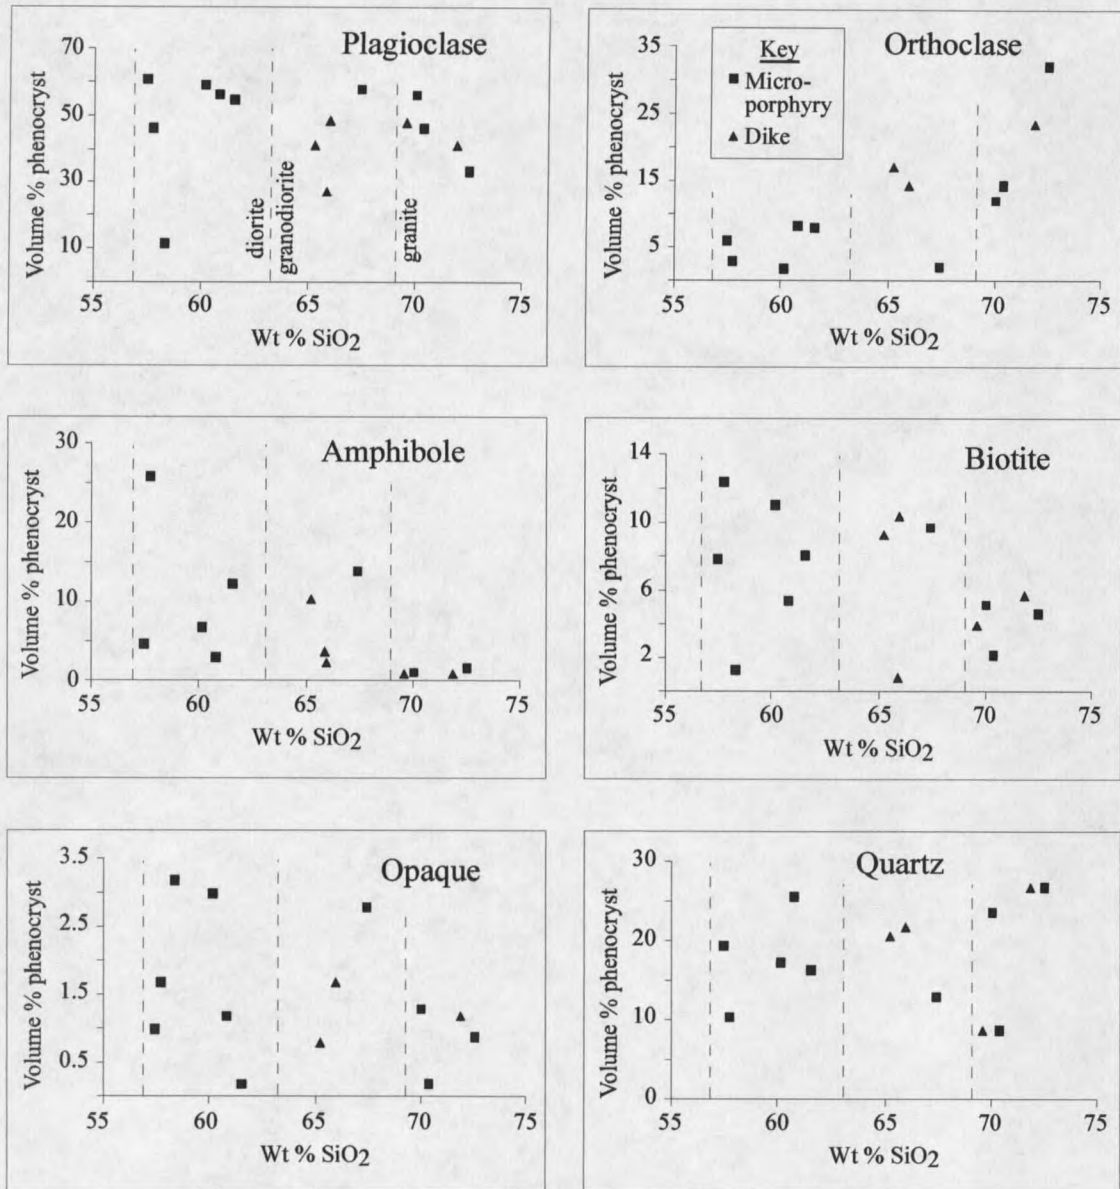 Plagioclase
Volume % phenocryst
70
50
30
10
diorite
granodiorite
granite
55
60
65
70
75
Wt % SiO2
Orthoclase
Key
Micro-
porphyry
Dike
Volume % phenocryst
35
25
15
5
55
60
65
70
75
Wt % SiO2
Amphibole
Volume % phenocryst
30
20
10
0
55
60
65
70
75
Wt % SiO2
Biotite
Volume % phenocryst
14
10
6
2
55
60
65
70
75
Wt % SiO2
Opaque
Volume % phenocryst
3.5
2.5
1.5
0.5
55
60
65
70
75
Wt % SiO2
Quartz
Volume % phenocryst
30
20
10
0
55
60
65
70
75
Wt % SiO2